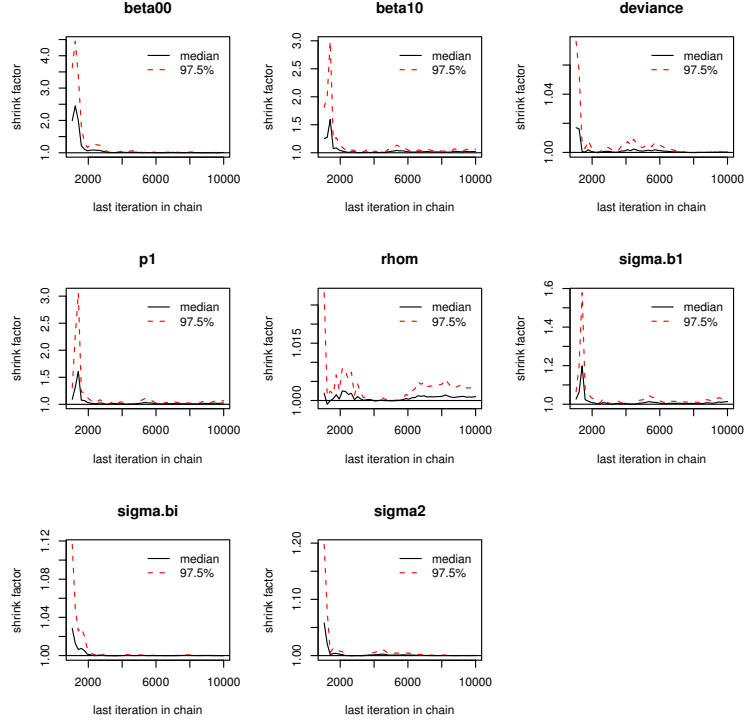 beta00
shrink factor
1.0 2.0 3.0 4.0
median
97.5%
2000 6000 10000
last iteration in chain
beta10
shrink factor
1.0 1.5 2.0 2.5 3.0
median
97.5%
2000 6000 10000
last iteration in chain
deviance
shrink factor
1.00 1.04
median
97.5%
2000 6000 10000
last iteration in chain
p1
shrink factor
1.0 1.5 2.0 2.5 3.0
median
97.5%
2000 6000 10000
last iteration in chain
rhom
shrink factor
1.000 1.015
median
97.5%
2000 6000 10000
last iteration in chain
sigma.b1
shrink factor
1.0 1.2 1.4 1.6
median
97.5%
2000 6000 10000
last iteration in chain
sigma.bi
shrink factor
1.00 1.04 1.08 1.12
median
97.5%
2000 6000 10000
last iteration in chain
sigma2
shrink factor
1.00 1.10 1.20
median
97.5%
2000 6000 10000
last iteration in chain